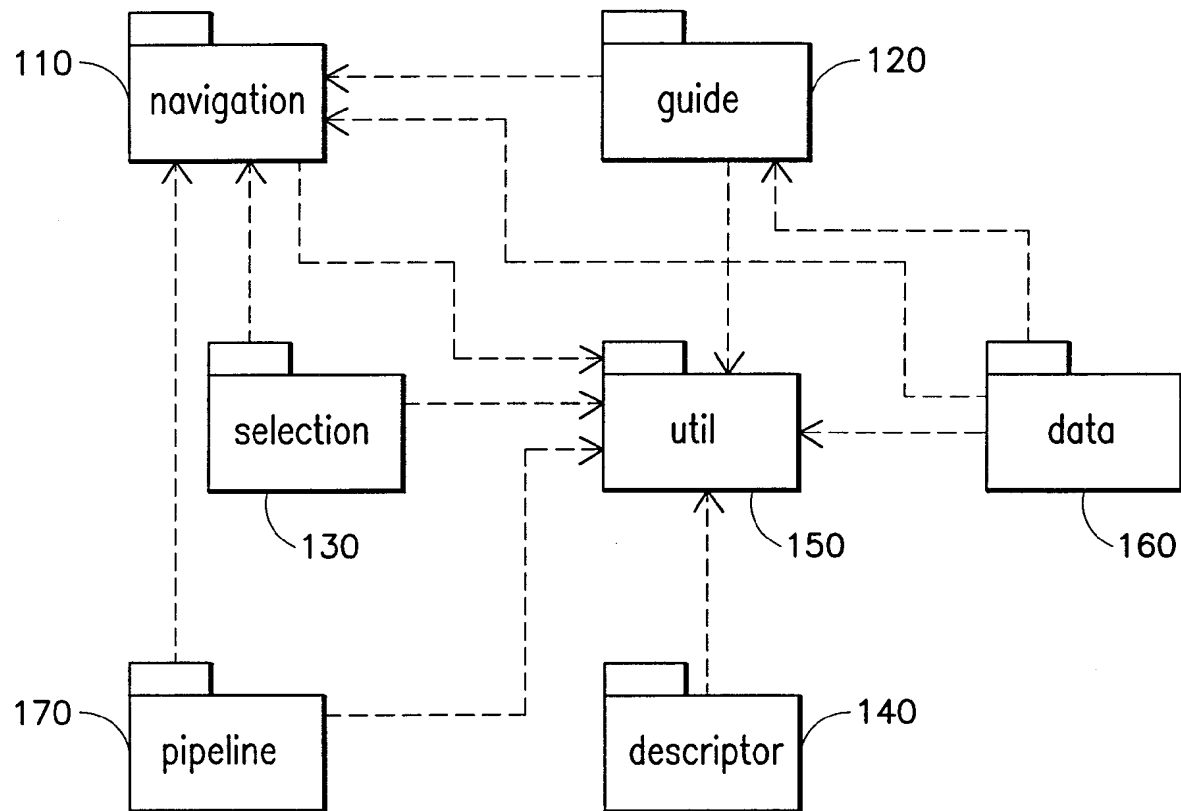 110
navigation
guide
120
selection
130
util
150
data
160
170
pipeline
descriptor
140